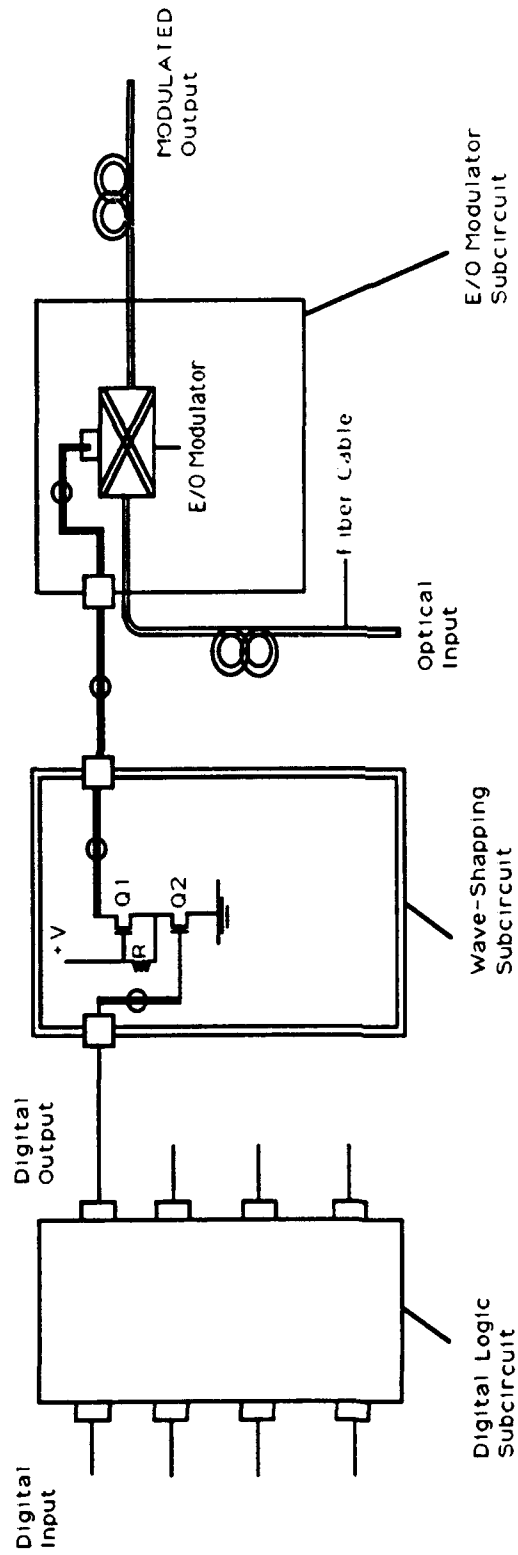 Digital
Input
Digital
Output
+V
R
Q1
Q2
E/O Modulator
MODULATED
Output
Fiber Cable
Optical
Input
Digital Logic
Subcircuit
Wave-Shapping
Subcircuit
E/O Modulator
Subcircuit